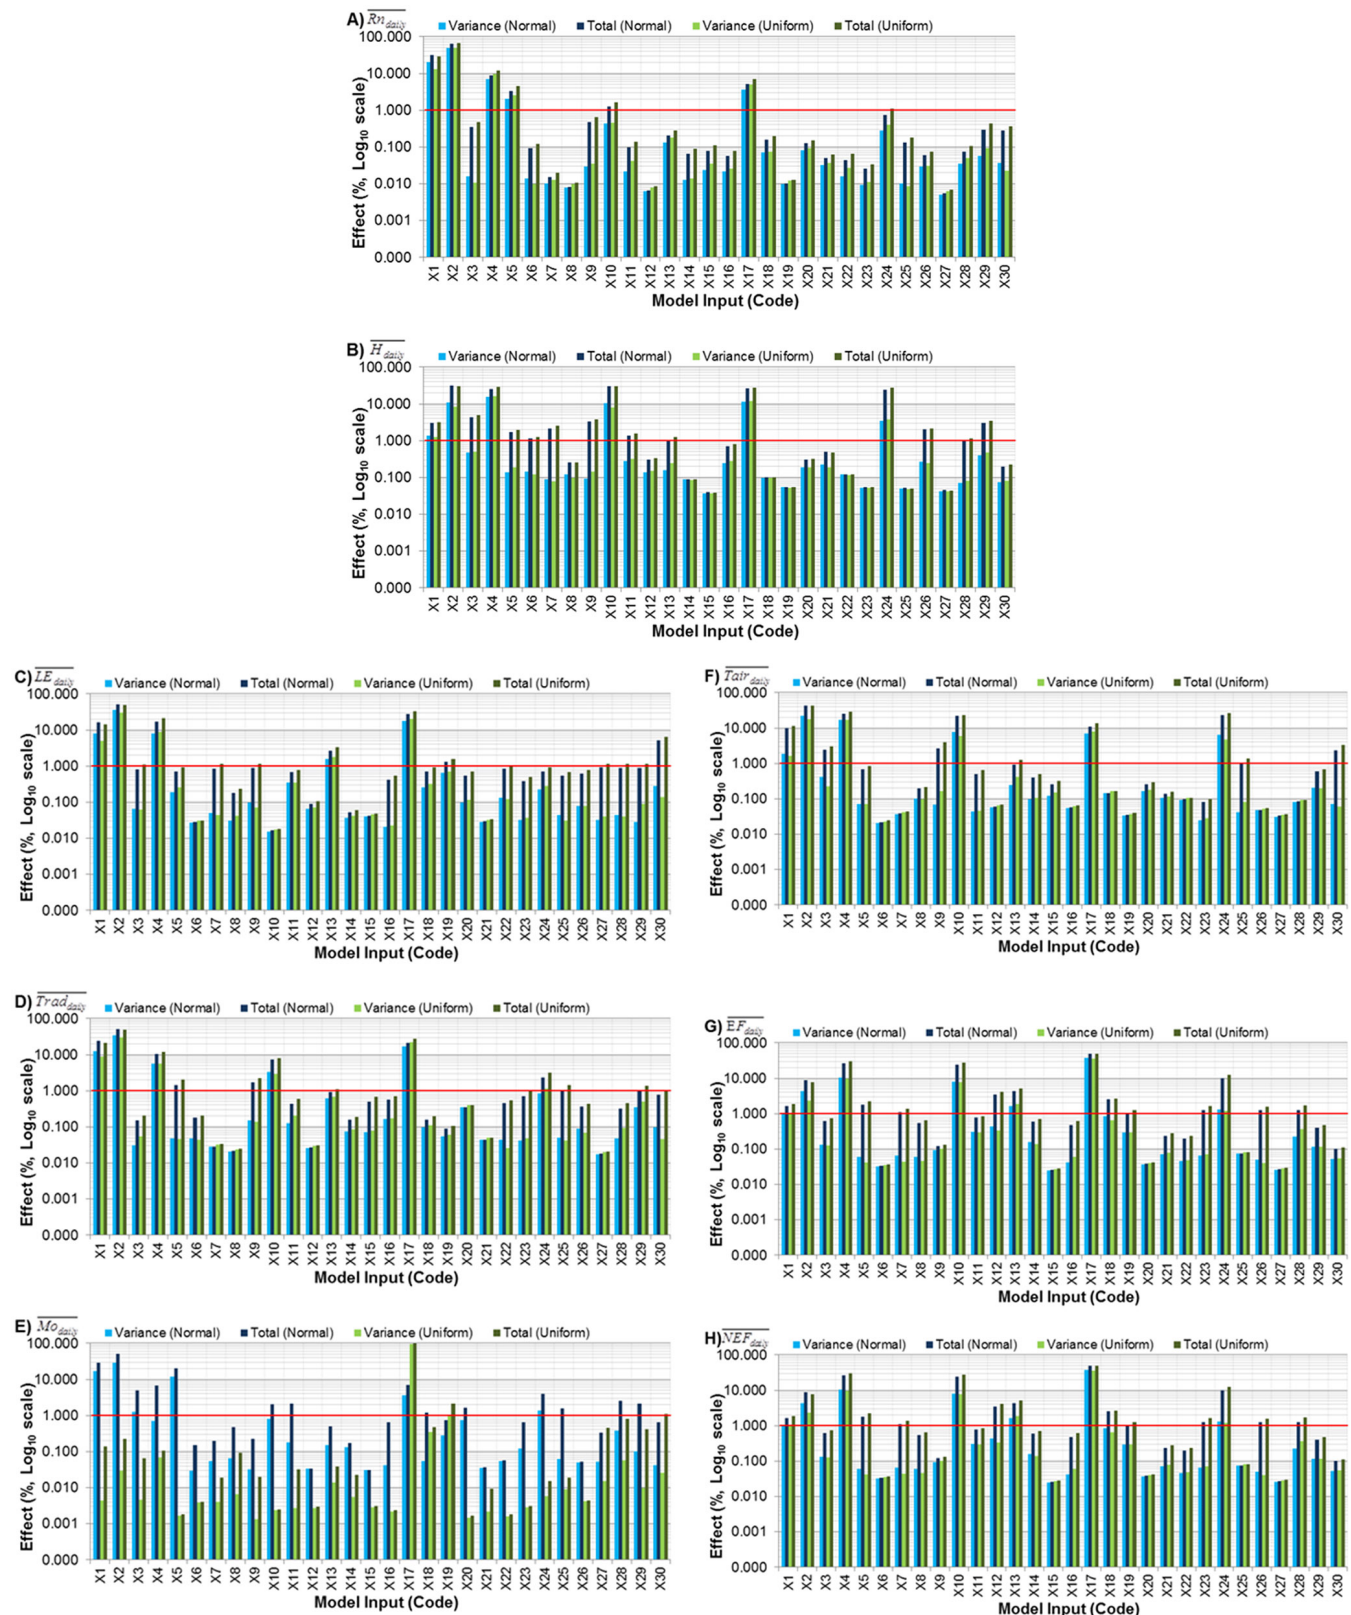 A) Rn daily
Variance (Normal) Total (Normal) Variance (Uniform) Total (Uniform)
Effect (%, Log10 scale)
100.000
10.000
1.000
0.100
0.010
0.001
0.000
X1 X2 X3 X4 X5 X6 X7 X8 X9 X10 X11 X12 X13 X14 X15 X16 X17 X18 X19 X20 X21 X22 X23 X24 X25 X26 X27 X28 X29 X30
Model Input (Code)
B) H daily
Variance (Normal) Total (Normal) Variance (Uniform) Total (Uniform)
Effect (%, Log10 scale)
100.000
10.000
1.000
0.100
0.010
0.001
0.000
X1 X2 X3 X4 X5 X6 X7 X8 X9 X10 X11 X12 X13 X14 X15 X16 X17 X18 X19 X20 X21 X22 X23 X24 X25 X26 X27 X28 X29 X30
Model Input (Code)
C) LE daily
Variance (Normal) Total (Normal) Variance (Uniform) Total (Uniform)
Effect (%, Log10 scale)
100.000
10.000
1.000
0.100
0.010
0.001
0.000
X1 X2 X3 X4 X5 X6 X7 X8 X9 X10 X11 X12 X13 X14 X15 X16 X17 X18 X19 X20 X21 X22 X23 X24 X25 X26 X27 X28 X29 X30
Model Input (Code)
D) Trad daily
Variance (Normal) Total (Normal) Variance (Uniform) Total (Uniform)
Effect (%, Log10 scale)
100.000
10.000
1.000
0.100
0.010
0.001
0.000
X1 X2 X3 X4 X5 X6 X7 X8 X9 X10 X11 X12 X13 X14 X15 X16 X17 X18 X19 X20 X21 X22 X23 X24 X25 X26 X27 X28 X29 X30
Model Input (Code)
E) Mo daily
Variance (Normal) Total (Normal) Variance (Uniform) Total (Uniform)
Effect (%, Log10 scale)
100.000
10.000
1.000
0.100
0.010
0.001
0.000
X1 X2 X3 X4 X5 X6 X7 X8 X9 X10 X11 X12 X13 X14 X15 X16 X17 X18 X19 X20 X21 X22 X23 X24 X25 X26 X27 X28 X29 X30
Model Input (Code)
F) Tair daily
Variance (Normal) Total (Normal) Variance (Uniform) Total (Uniform)
Effect (%, Log10 scale)
100.000
10.000
1.000
0.100
0.010
0.001
0.000
X1 X2 X3 X4 X5 X6 X7 X8 X9 X10 X11 X12 X13 X14 X15 X16 X17 X18 X19 X20 X21 X22 X23 X24 X25 X26 X27 X28 X29 X30
Model Input (Code)
G) EF daily
Variance (Normal) Total (Normal) Variance (Uniform) Total (Uniform)
Effect (%, Log10 scale)
100.000
10.000
1.000
0.100
0.010
0.001
0.000
X1 X2 X3 X4 X5 X6 X7 X8 X9 X10 X11 X12 X13 X14 X15 X16 X17 X18 X19 X20 X21 X22 X23 X24 X25 X26 X27 X28 X29 X30
Model Input (Code)
H) NEF daily
Variance (Normal) Total (Normal) Variance (Uniform) Total (Uniform)
Effect (%, Log10 scale)
100.000
10.000
1.000
0.100
0.010
0.001
0.000
X1 X2 X3 X4 X5 X6 X7 X8 X9 X10 X11 X12 X13 X14 X15 X16 X17 X18 X19 X20 X21 X22 X23 X24 X25 X26 X27 X28 X29 X30
Model Input (Code)